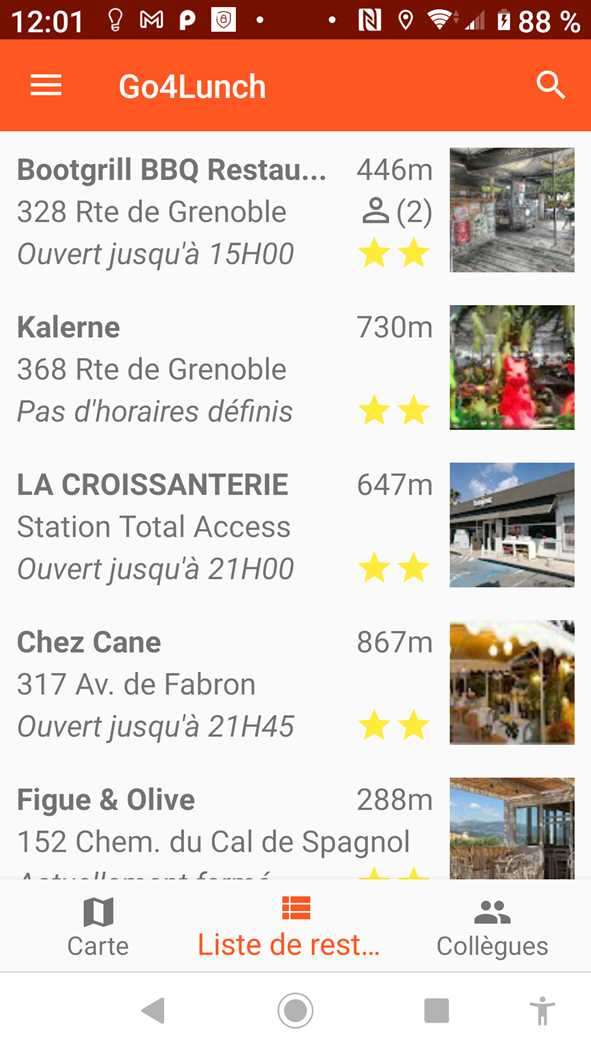 12:01
88 %
Go4Lunch
Bootgrill BBQ Restau... 446m
328 Rte de Grenoble (2)
Ouvert jusqu'à 15H00
Kalerne 730m
368 Rte de Grenoble
Pas d'horaires définis
LA CROISSANTERIE 647m
Station Total Access
Ouvert jusqu'à 21H00
Chez Cane 867m
317 Av. de Fabron
Ouvert jusqu'à 21H45
Figue & Olive 288m
152 Chem. du Cal de Spagnol
Actuellement fermé
Carte
Liste de rest...
Collègues